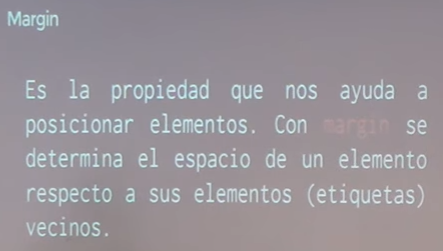 Margin
Es la propiedad que nos ayuda a
posicionar elementos. Con margin se
determina el espacio de un elemento
respecto a sus elementos (etiquetas)
vecinos.